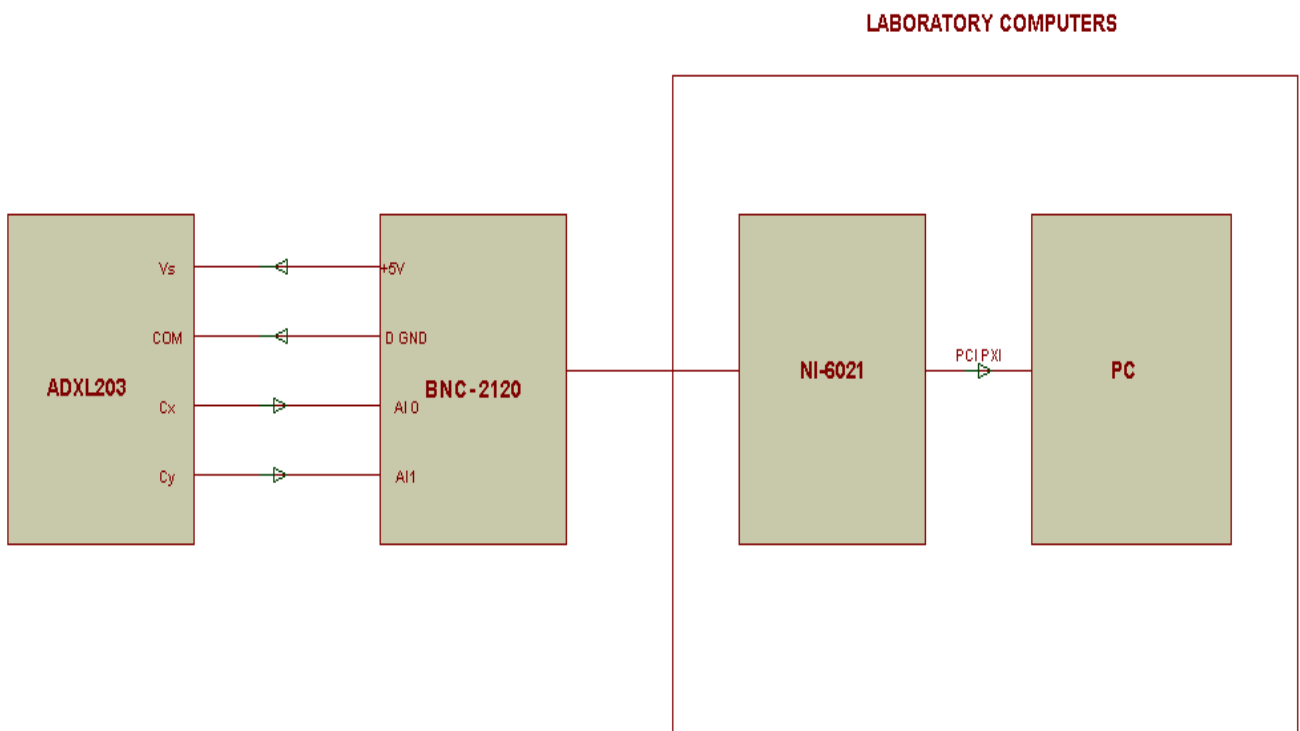 LABORATORY COMPUTERS
Vs
+5V
COM
D GND
ADXL203
BNC-2120
NI-6021
PCI PXI
PC
Cx
AI 0
Cy
AI1